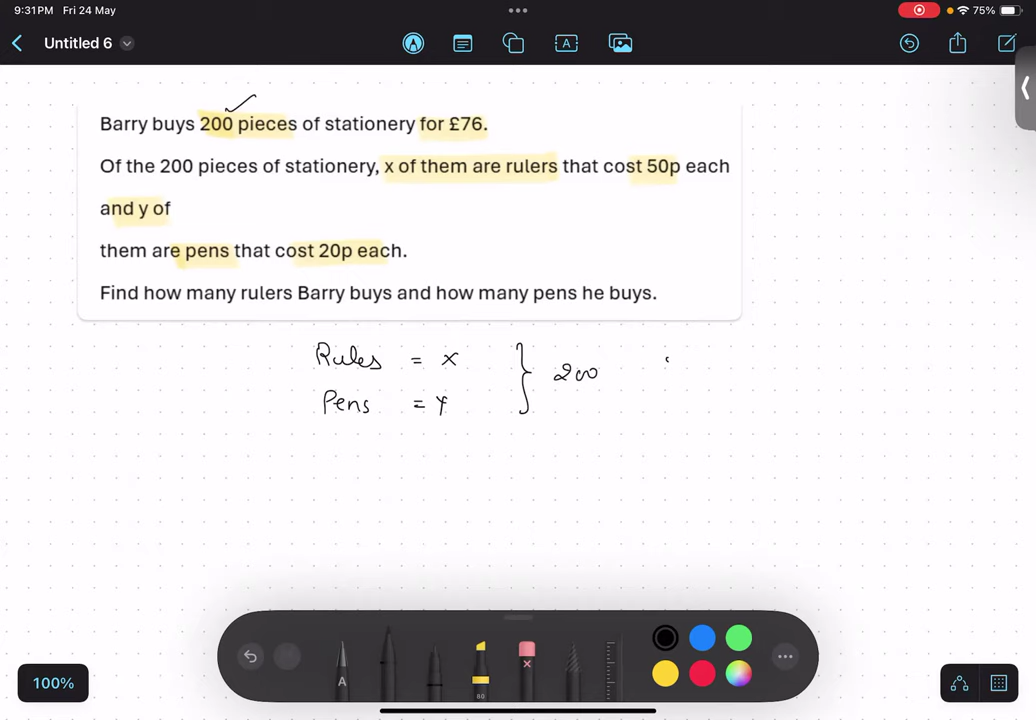 9:31PM Fri 24 May
75%
Untitled 6
Barry buys 200 pieces of stationery for £76.
Of the 200 pieces of stationery, x of them are rulers that cost 50p each
and y of
them are pens that cost 20p each.
Find how many rulers Barry buys and how many pens he buys.
Rules = x
Pens = y
200
A
80
100%